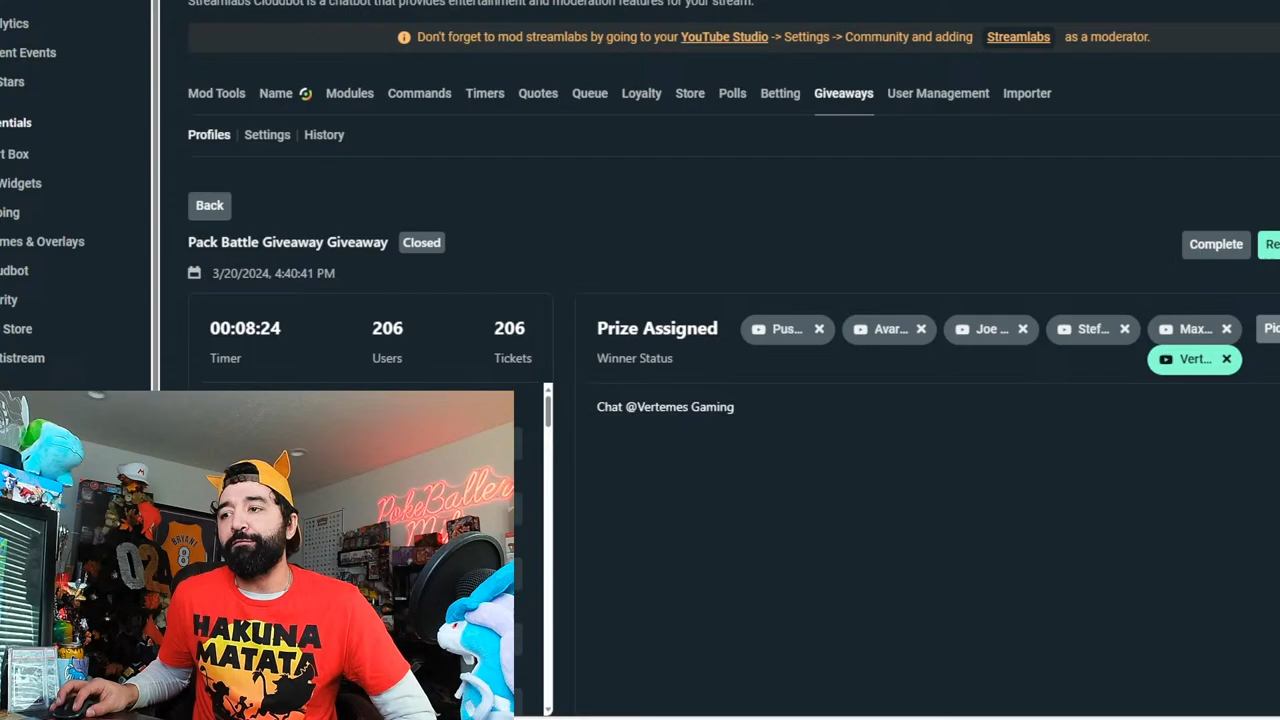 Streamlabs Cloudbot is a chatbot that provides entertainment and moderation features for your stream.
Don't forget to mod streamlabs by going to your YouTube Studio -> Settings -> Community and adding Streamlabs as a moderator.
lytics
ent Events
Stars
entials
rt Box
Widgets
ping
mes & Overlays
udbot
rity
Store
tistream
Mod Tools Name Modules Commands Timers Quotes Queue Loyalty Store Polls Betting Giveaways User Management Importer
Profiles Settings History
Back
Pack Battle Giveaway Giveaway Closed
Complete Re
3/20/2024, 4:40:41 PM
00:08:24 206 206
Timer Users Tickets
Prize Assigned Pus... Avar... Joe ... Stef... Max... Pic
Winner Status Vert...
Chat @Vertemes Gaming
PokeBaller
BRYANT
8
02
HAKUNA
MATATA